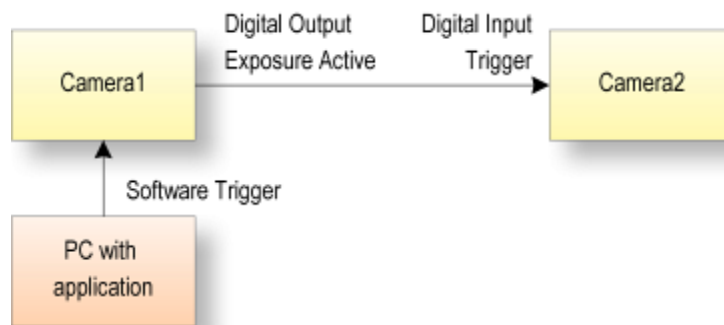 Digital Output
Exposure Active
Digital Input
Trigger
Camera1
Camera2
Software Trigger
PC with
application